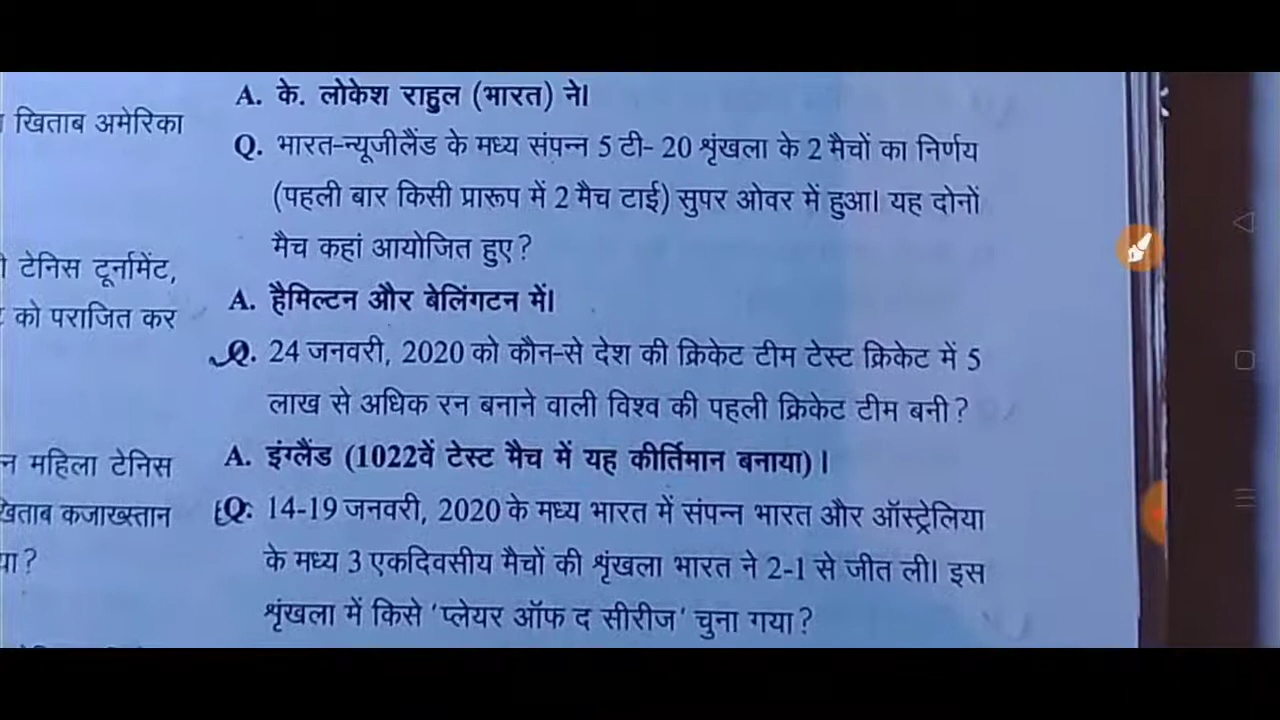 खिताब अमेरिका
टेनिस टूर्नामेंट,
को पराजित कर
महिला टेनिस
खिताब कजाख्स्तान
A. के. लोकेश राहुल (भारत) ने।
Q. भारत-न्यूजीलैंड के मध्य संपन्न 5 टी- 20 शृंखला के 2 मैचों का निर्णय
(पहली बार किसी प्रारूप में 2 मैच टाई) सुपर ओवर में हुआ। यह दोनों
मैच कहां आयोजित हुए?
A. हैमिल्टन और बेलिंगटन में।
Q. 24 जनवरी, 2020 को कौन-से देश की क्रिकेट टीम टेस्ट क्रिकेट में 5
लाख से अधिक रन बनाने वाली विश्व की पहली क्रिकेट टीम बनी?
A. इंग्लैंड (1022वें टेस्ट मैच में यह कीर्तिमान बनाया)।
Q. 14-19 जनवरी, 2020 के मध्य भारत में संपन्न भारत और ऑस्ट्रेलिया
के मध्य 3 एकदिवसीय मैचों की शृंखला भारत ने 2-1 से जीत ली। इस
शृंखला में किसे 'प्लेयर ऑफ द सीरीज' चुना गया?